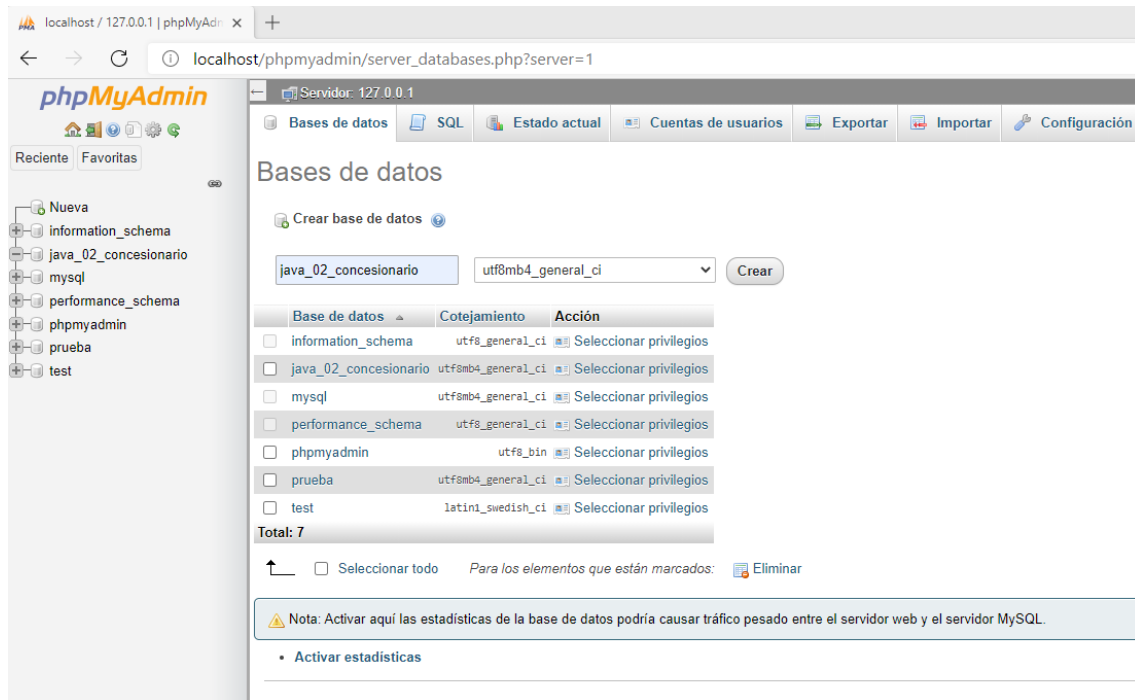 localhost / 127.0.0.1 | phpMyAdn
localhost/phpmyadmin/server_databases.php?server=1
phpMyAdmin
Reciente Favoritas
Nueva
information_schema
java_02_concesionario
mysql
performance_schema
phpmyadmin
prueba
test
Servidor: 127.0.0.1
Bases de datos SQL Estado actual Cuentas de usuarios Exportar Importar Configuración
Bases de datos
Crear base de datos
java_02_concesionario utf8mb4_general_ci Crear
Base de datos Cotejamiento Acción
information_schema utf8_general_ci Seleccionar privilegios
java_02_concesionario utf8mb4_general_ci Seleccionar privilegios
mysql utf8mb4_general_ci Seleccionar privilegios
performance_schema utf8_general_ci Seleccionar privilegios
phpmyadmin utf8_bin Seleccionar privilegios
prueba utf8mb4_general_ci Seleccionar privilegios
test latin1_swedish_ci Seleccionar privilegios
Total: 7
Seleccionar todo Para los elementos que están marcados: Eliminar
Nota: Activar aquí las estadísticas de la base de datos podría causar tráfico pesado entre el servidor web y el servidor MySQL.
• Activar estadísticas